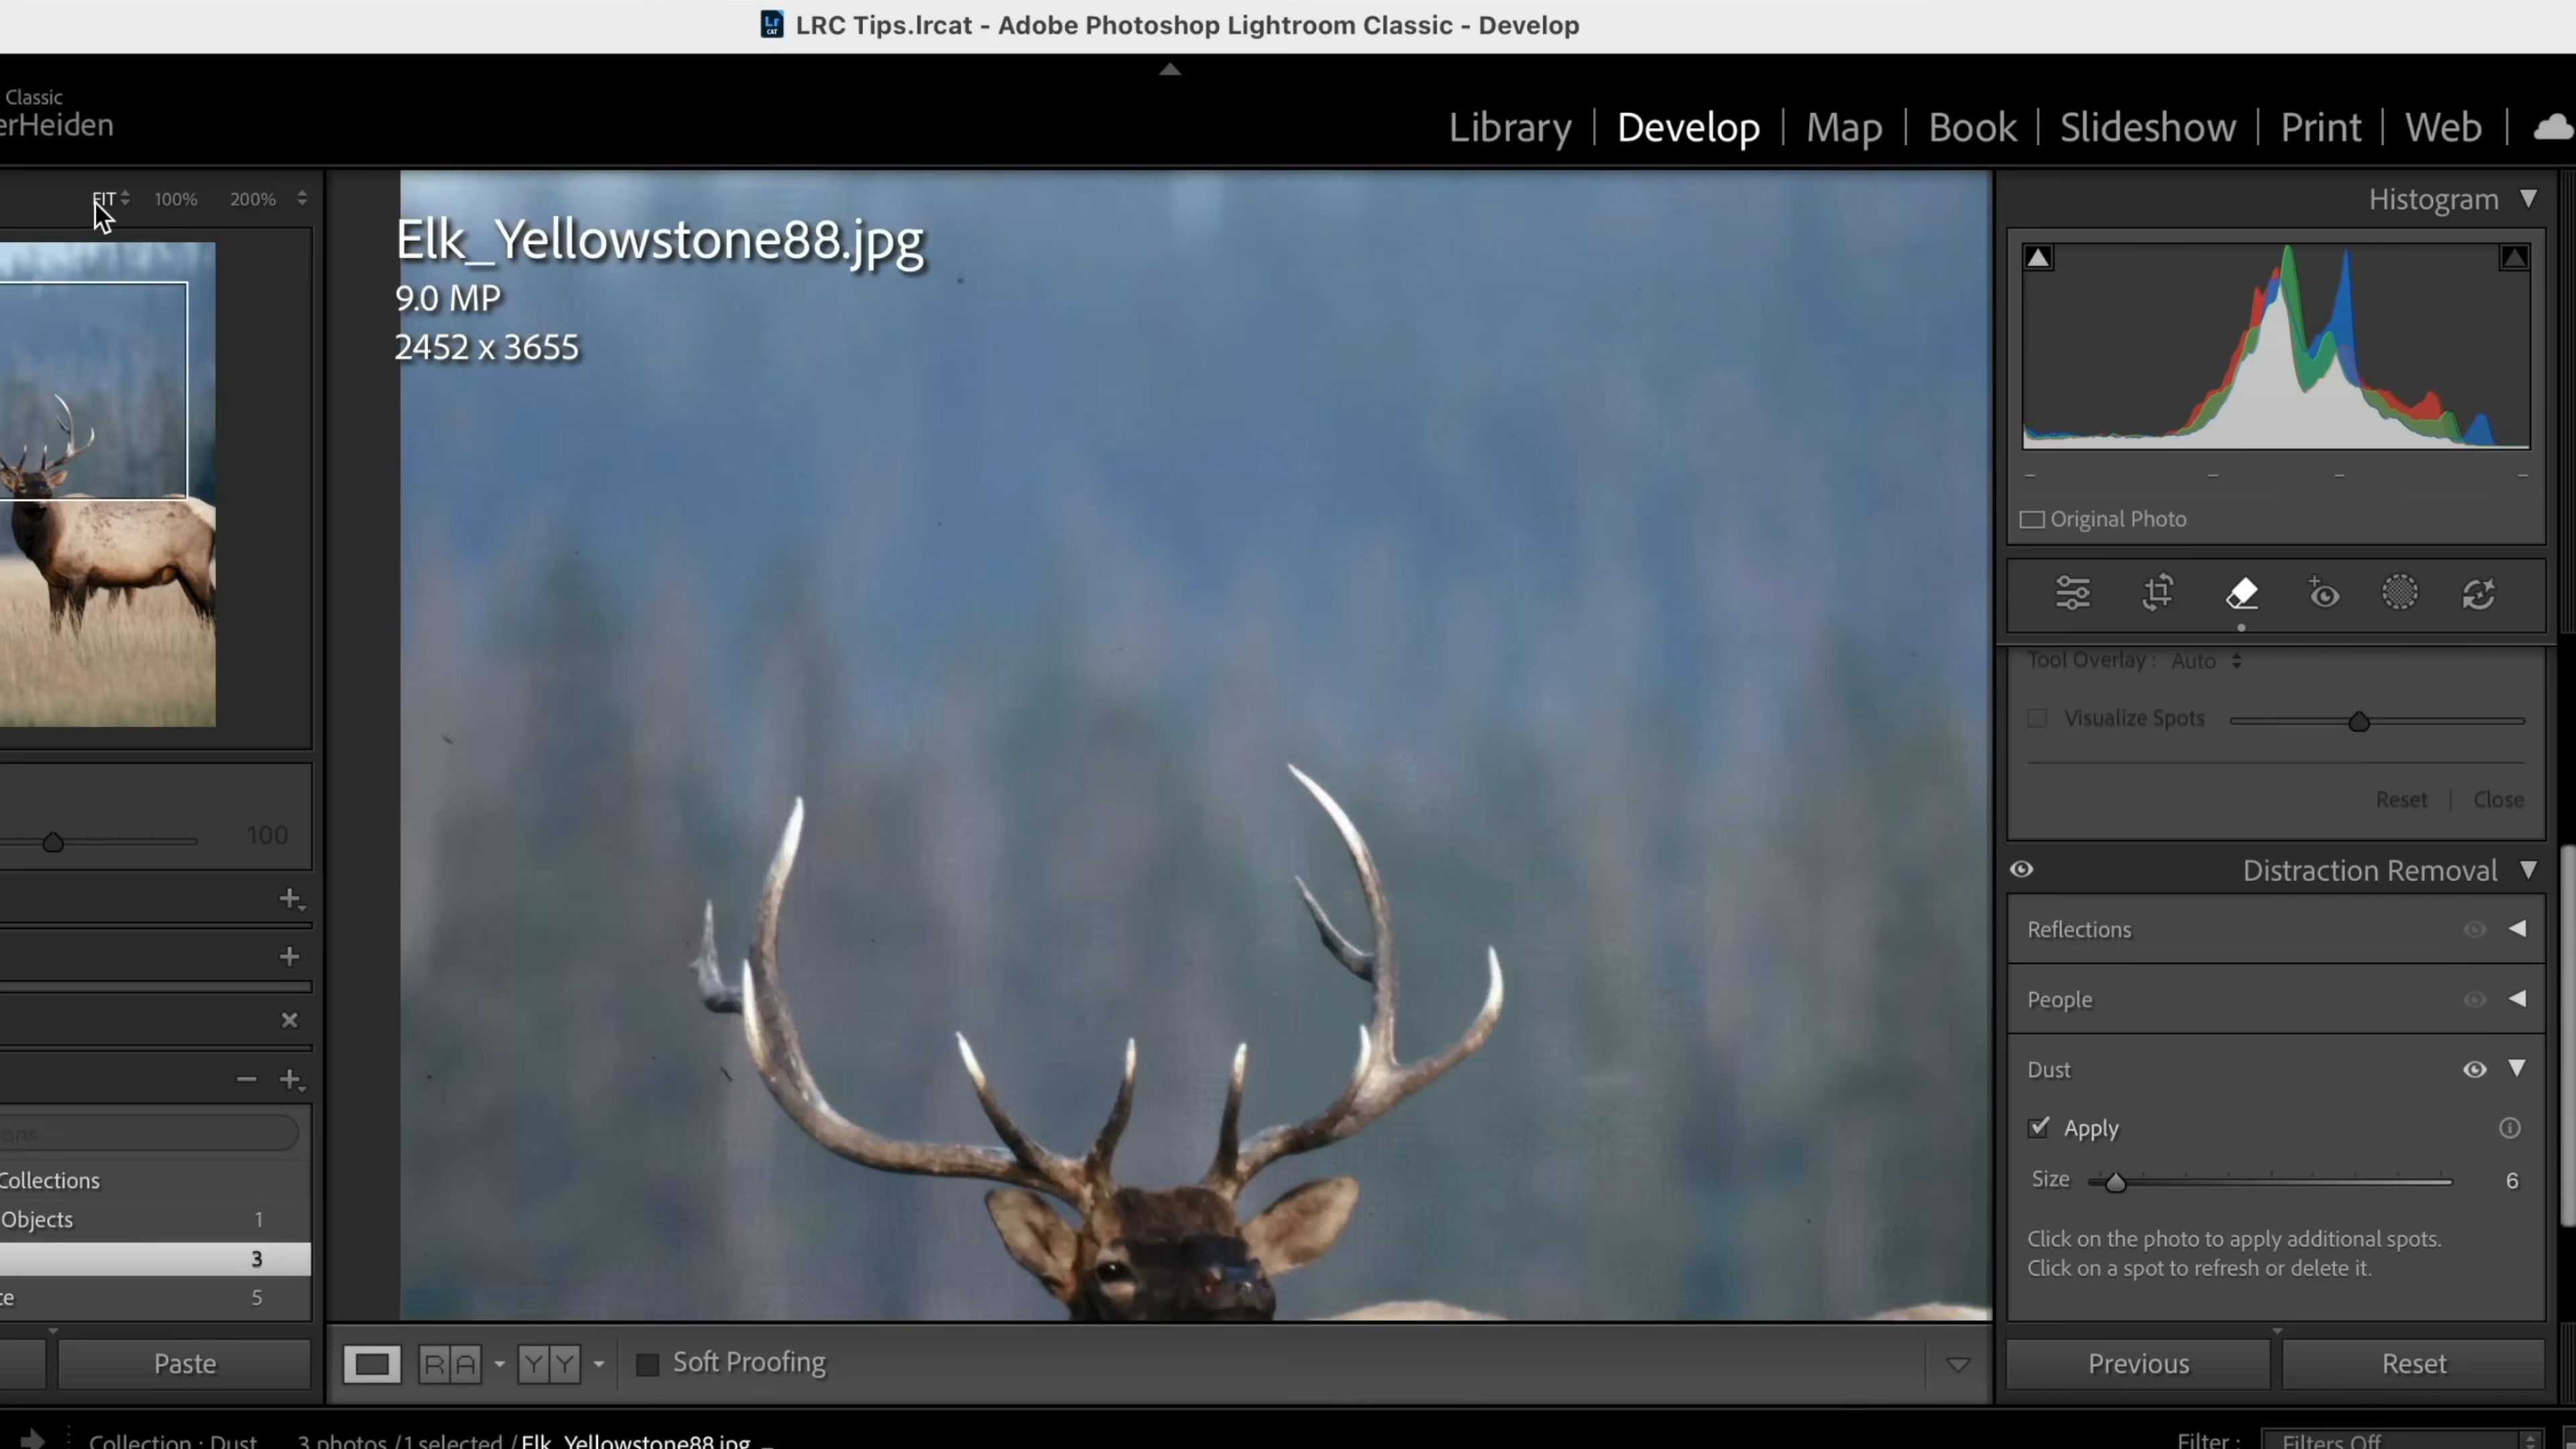 LRC Tips.lrcat - Adobe Photoshop Lightroom Classic - Develop
Classic
erHeiden
Library | Develop | Map | Book | Slideshow | Print | Web |
FIT 100% 200%
Elk_Yellowstone88.jpg
9.0 MP
2452 x 3655
Histogram
Original Photo
Tool Overlay : Auto
Visualize Spots
Reset | Close
100
Distraction Removal
Reflections
People
Dust
Apply
Size 6
Click on the photo to apply additional spots.
Click on a spot to refresh or delete it.
Collections
Objects 1
3
5
Paste
R A Y Y Soft Proofing
Previous Reset
Collection : Dust 3 photos / 1 selected / Elk_Yellowstone88.jpg
Filter : Filters Off